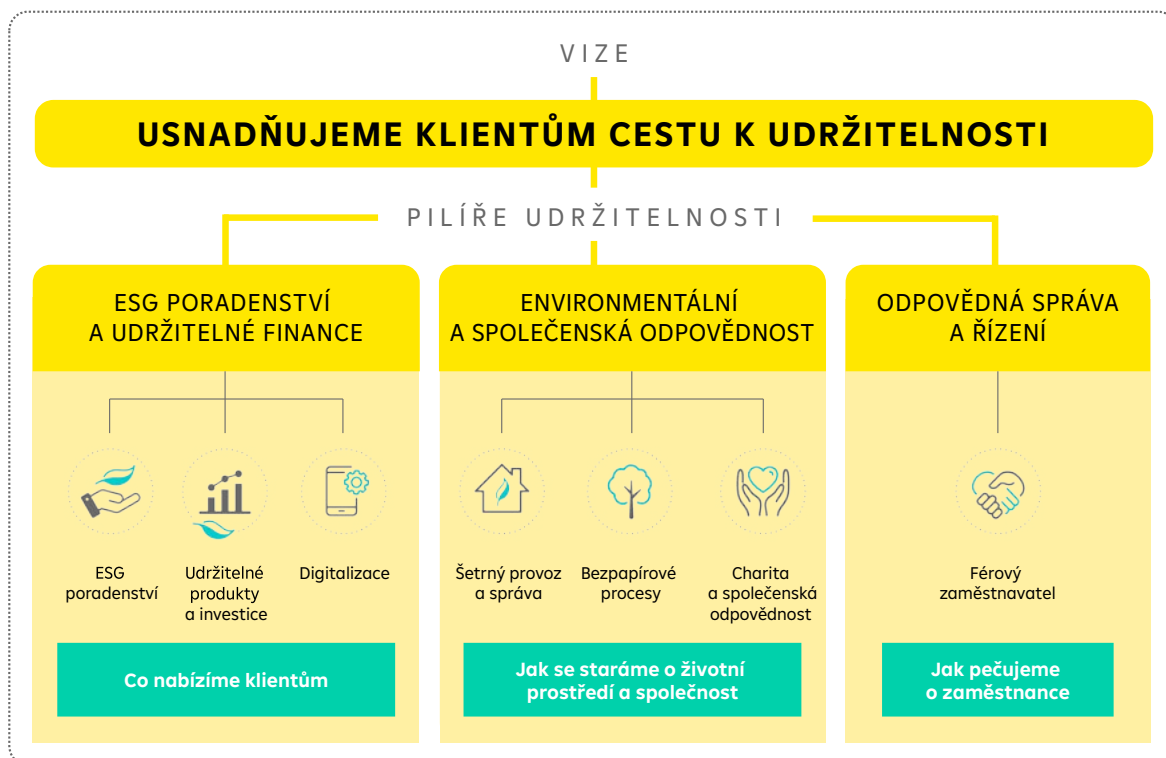 VIZE
USNADŇUJEME KLIENTŮM CESTU K UDRŽITELNOSTI
PILÍŘE UDRŽITELNOSTI
ESG PORADENSTVÍ
A UDRŽITELNÉ FINANCE
ESG
poradenství
Udržitelné
produkty
a investice
Digitalizace
Co nabízíme klientům
ENVIRONMENTÁLNÍ
A SPOLEČENSKÁ ODPOVĚDNOST
Šetrný provoz
a správa
Bezpapírové
procesy
Charita
a společenská
odpovědnost
Jak se staráme o životní
prostředí a společnost
ODPOVĚDNÁ SPRÁVA
A ŘÍZENÍ
Férový
zaměstnavatel
Jak pečujeme
o zaměstnance